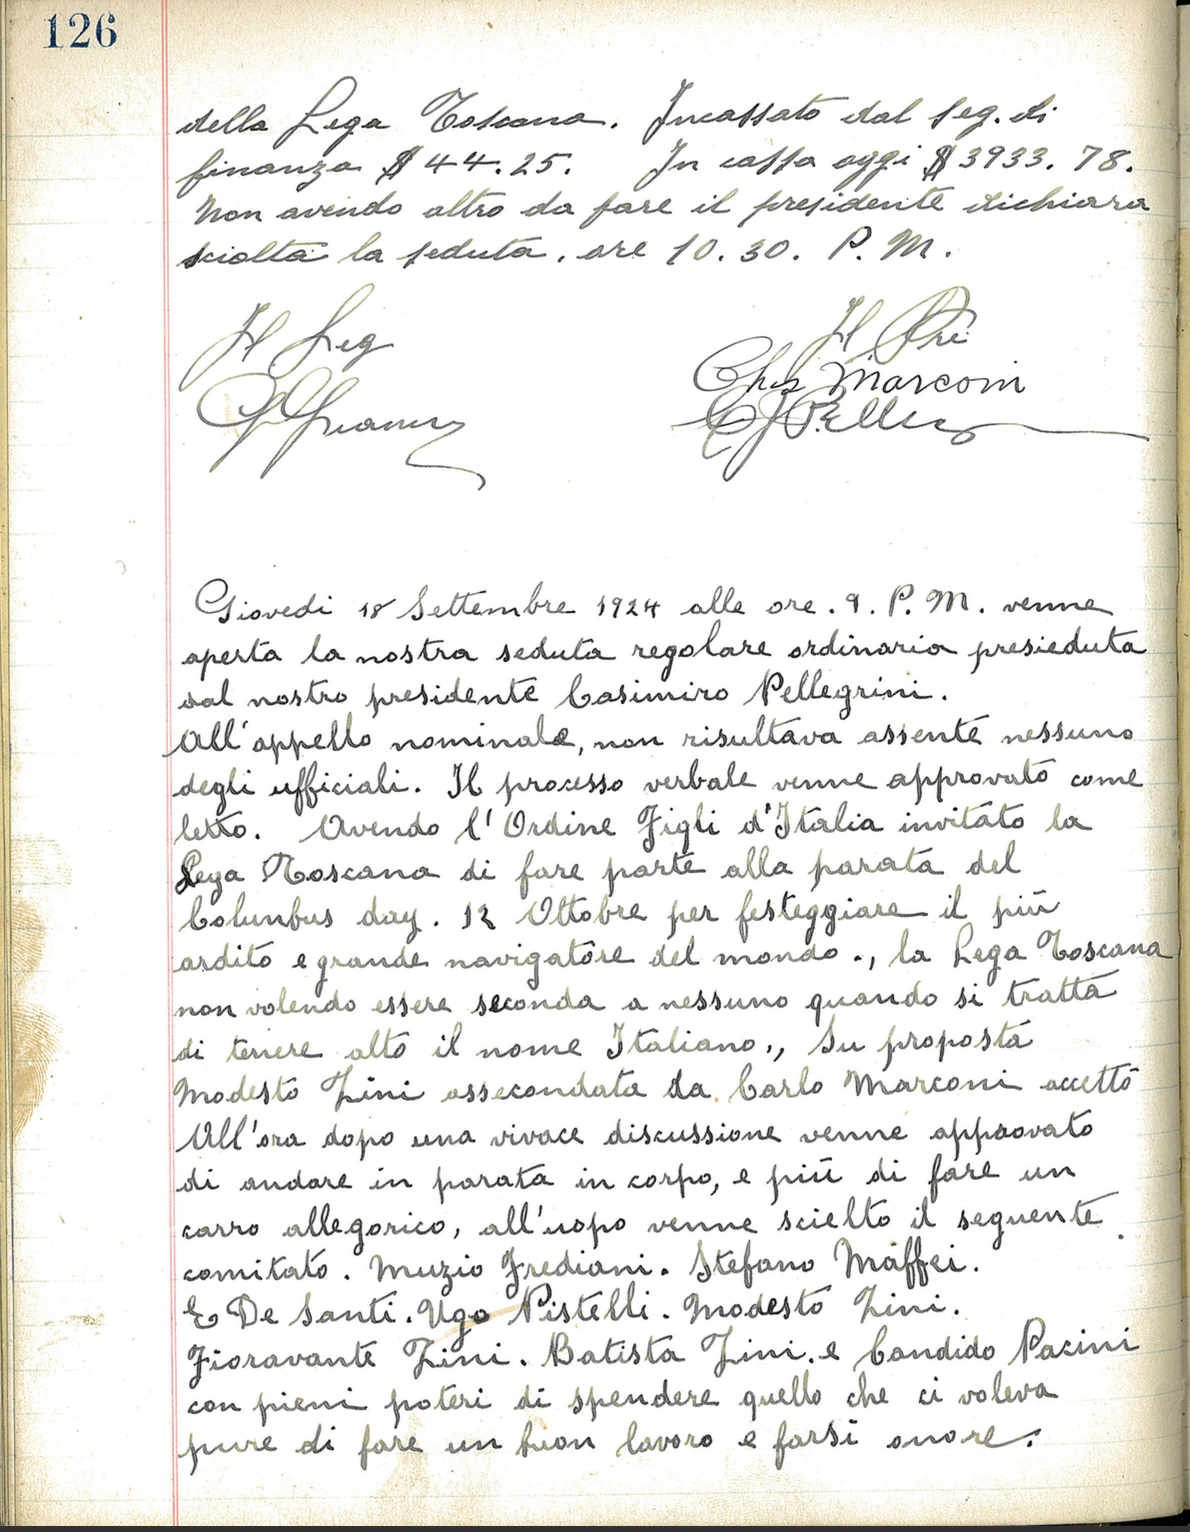 126
della Lega Toscana. Incassato dal seg. di
finanza $44.25. In cassa oggi $3933.78.
Non avendo altro da fare il presidente dichiara
sciolta la seduta, ore 10.30. P. M.
Il Seg
Il Pre
Chas Marconi
Giovedi 18 Settembre 1924 alle ore. 9. P. M. venne
aperta la nostra seduta regolare ordinaria presieduta
dal nostro presidente Casimiro Pellegrini.
All'appello nominale, non risultava assente nessuno
degli ufficiali. Il processo verbale venne approvato come
letto. Avendo l'Ordine Figli d'Italia invitato la
Lega Toscana di fare parte alla parata del
Columbus day. 12 Ottobre per festeggiare il più
ardito e grande navigatore del mondo., la Lega Toscana
non volendo essere seconda a nessuno quando si tratta
di tenere alto il nome Italiano., Su proposta
Modesto Zini assecondata da Carlo Marconi accettò
All'ora dopo una vivace discussione venne approvato
di andare in parata in corpo, e più di fare un
carro allegorico, all'uopo venne scielto il seguente
comitato. Muzio Frediani. Stefano Maffei.
E De Santi. Ugo Pistelli. Modesto Zini.
Fioravante Zini. Batista Zini. e Candido Pacini
con pieni poteri di spendere quello che ci voleva
pure di fare un buon lavoro e farsi onore.